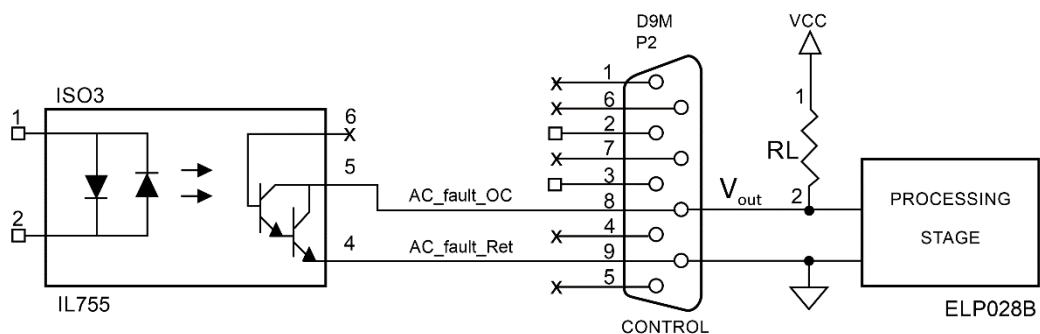 D9M
P2
VCC
ISO3
1
6
1
6
1
2
5
AC_fault_OC
7
3
8
Vout
RL
2
PROCESSING
STAGE
2
4
AC_fault_Ret
4
9
5
IL755
CONTROL
ELP028B